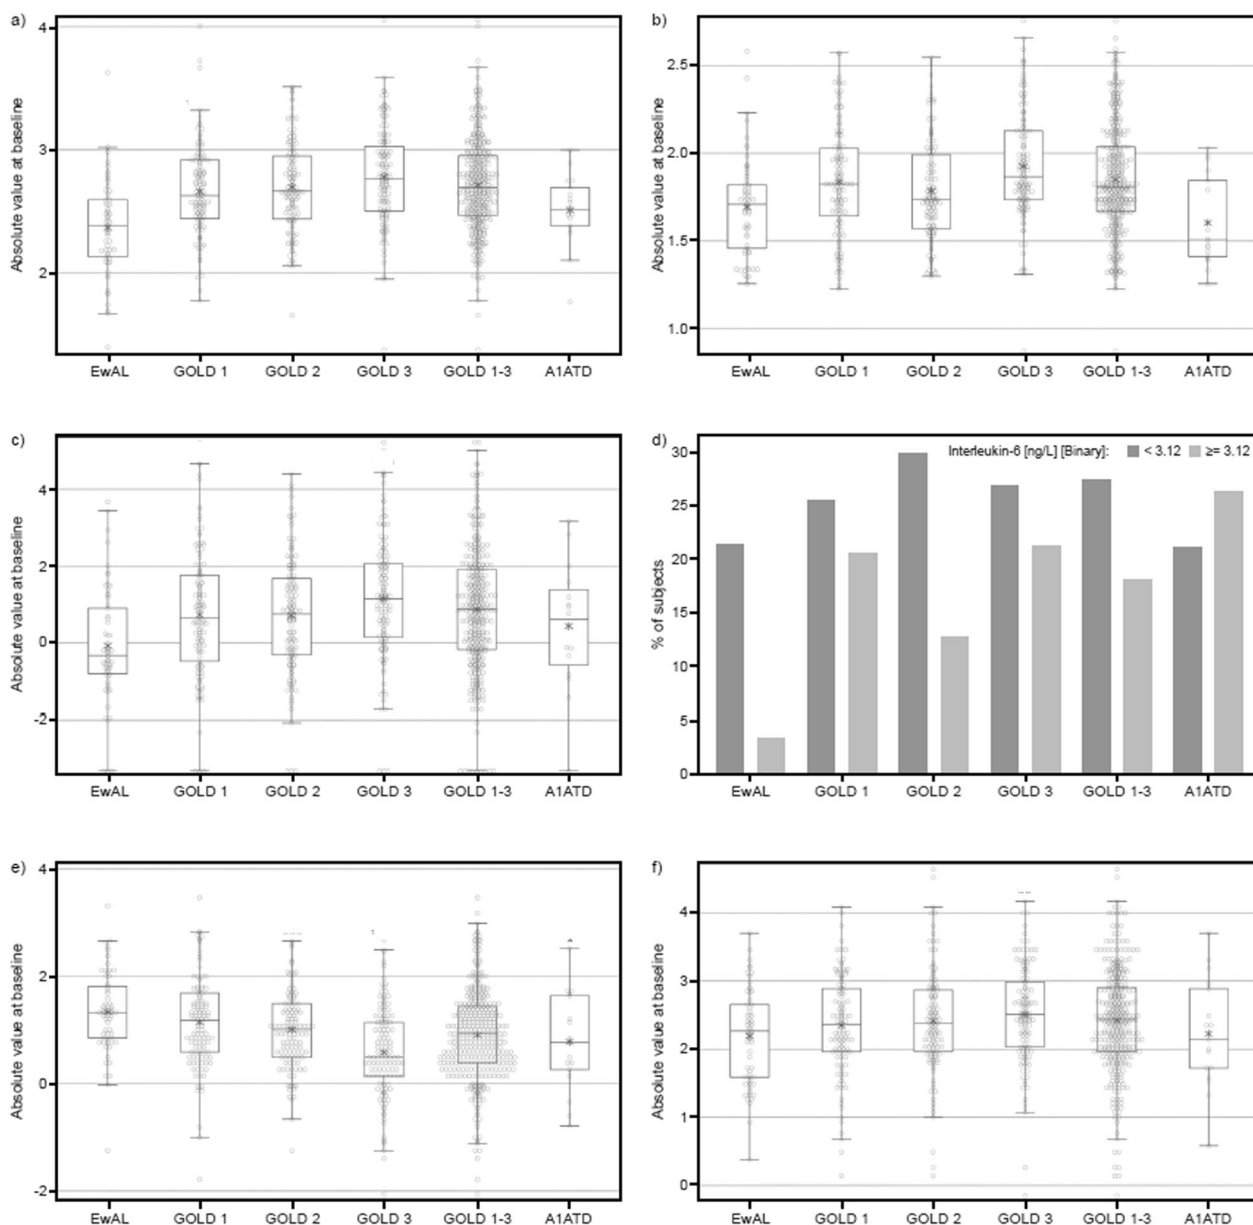 a)
Absolute value at baseline
4
3
2
EwAL GOLD 1 GOLD 2 GOLD 3 GOLD 1-3 A1ATD
b)
Absolute value at baseline
2.5
2.0
1.5
1.0
EwAL GOLD 1 GOLD 2 GOLD 3 GOLD 1-3 A1ATD
c)
Absolute value at baseline
4
2
0
-2
EwAL GOLD 1 GOLD 2 GOLD 3 GOLD 1-3 A1ATD
d)
Interleukin-6 [ng/L] [Binary]: < 3.12 ≥= 3.12
% of subjects
30
25
20
15
10
5
0
EwAL GOLD 1 GOLD 2 GOLD 3 GOLD 1-3 A1ATD
e)
Absolute value at baseline
4
2
0
-2
EwAL GOLD 1 GOLD 2 GOLD 3 GOLD 1-3 A1ATD
f)
Absolute value at baseline
4
3
2
1
0
EwAL GOLD 1 GOLD 2 GOLD 3 GOLD 1-3 A1ATD